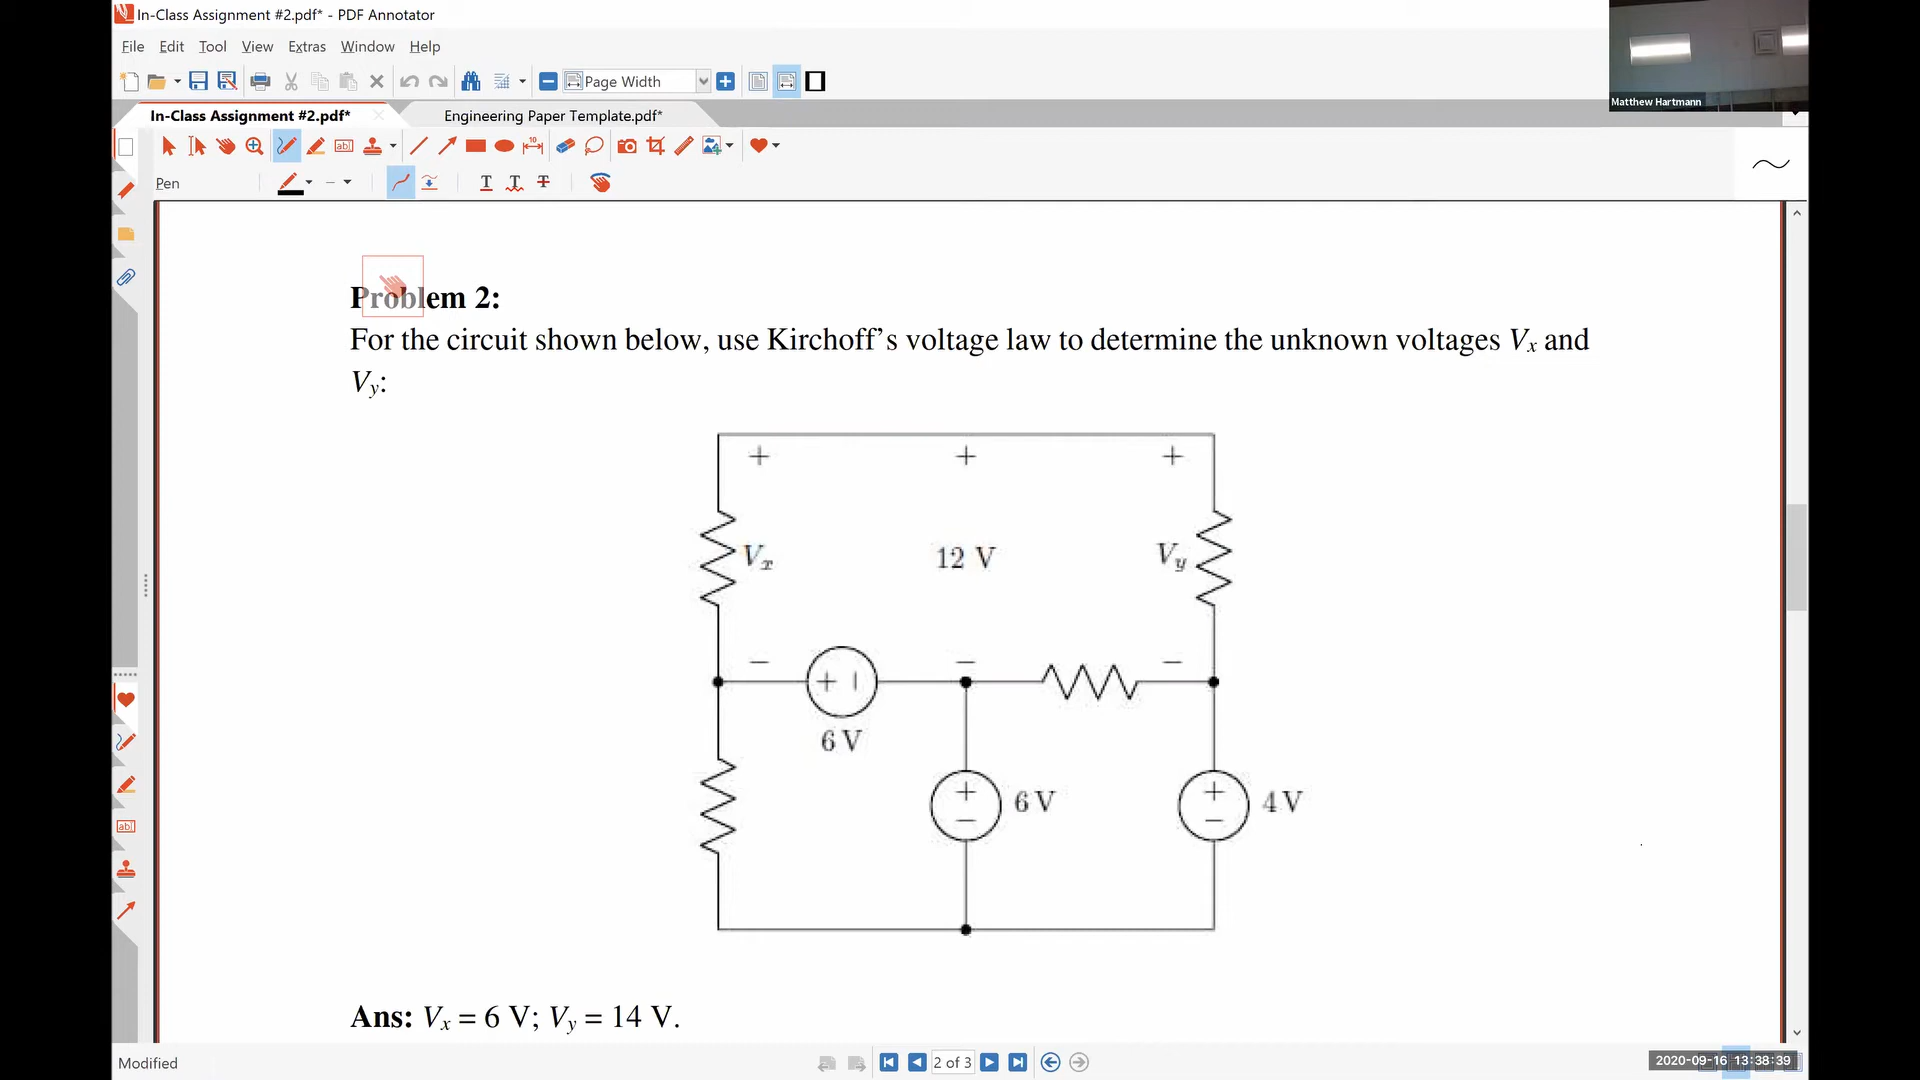 In-Class Assignment #2.pdf* - PDF Annotator
File Edit Tool View Extras Window Help
Page Width
In-Class Assignment #2.pdf* Engineering Paper Template.pdf*
Matthew Hartmann
Pen
Problem 2:
For the circuit shown below, use Kirchoff’s voltage law to determine the unknown voltages Vx and
Vy:
+ + +
Vx 12 V Vy
− − −
+ −
6 V
+ − 6 V
+ − 4 V
Ans: Vx = 6 V; Vy = 14 V.
Modified
2 of 3
2020-09-16 13:38:39